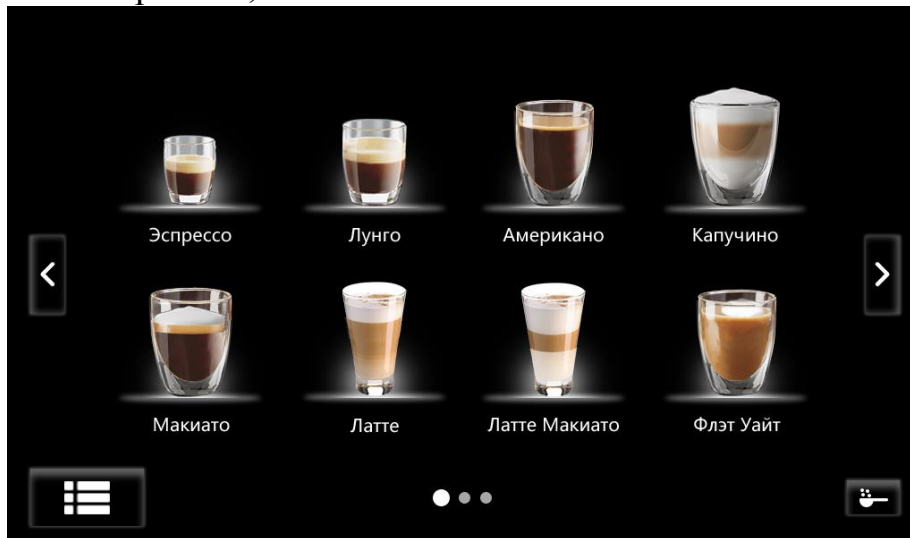 Эспрессо
Лунго
Американо
Капучино
Макиато
Латте
Латте Макиато
Флэт Уайт